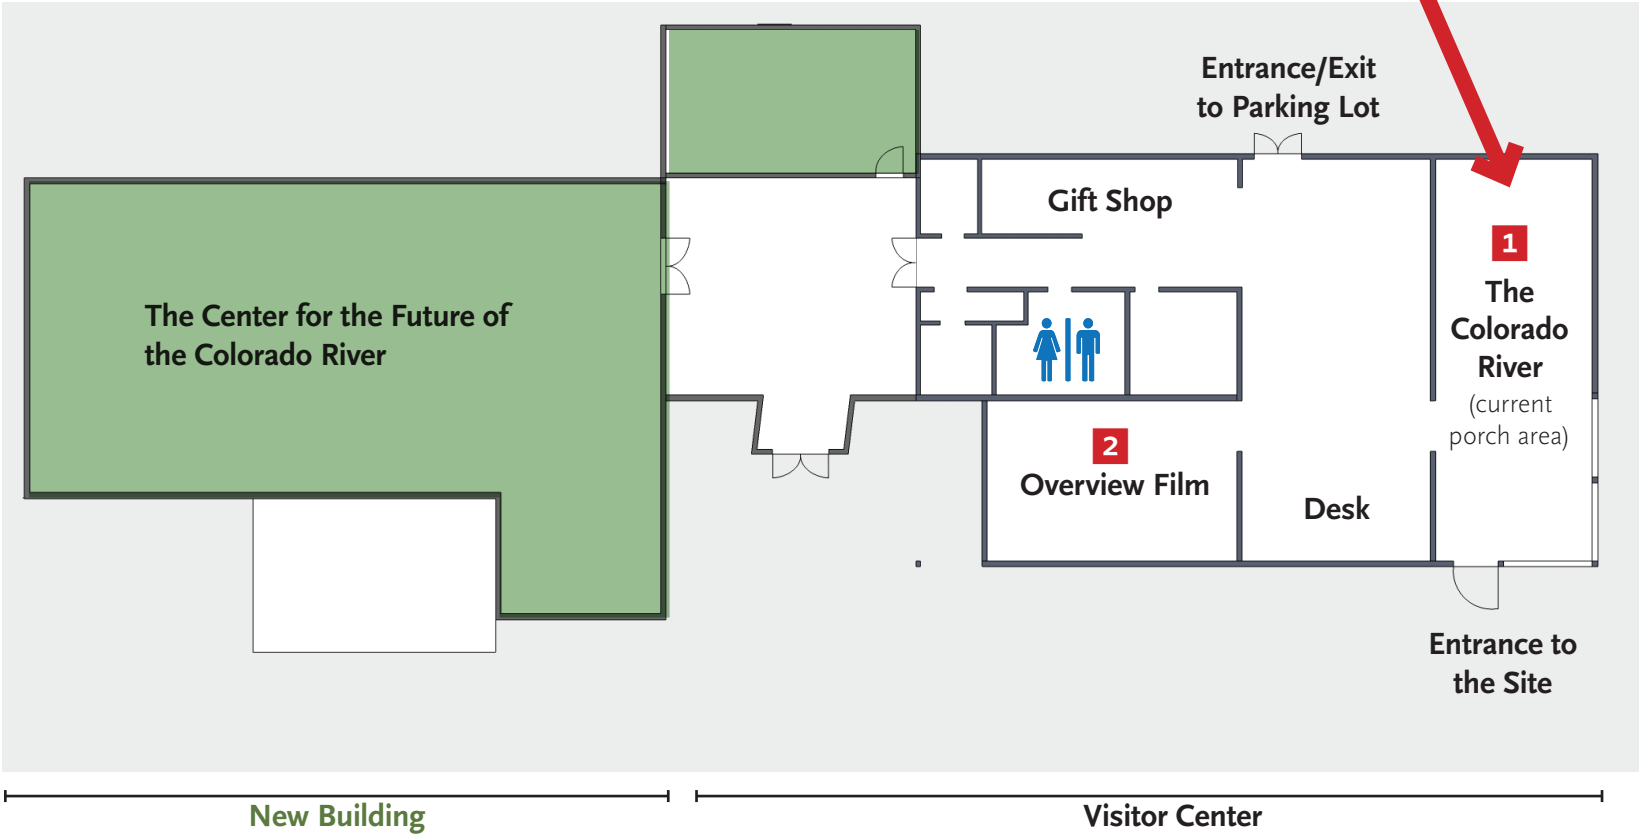 Entrance/Exit
to Parking Lot
Gift Shop
1
The
Colorado
River
(current
porch area)
The Center for the Future of
the Colorado River
2
Overview Film
Desk
Entrance to
the Site
New Building
Visitor Center